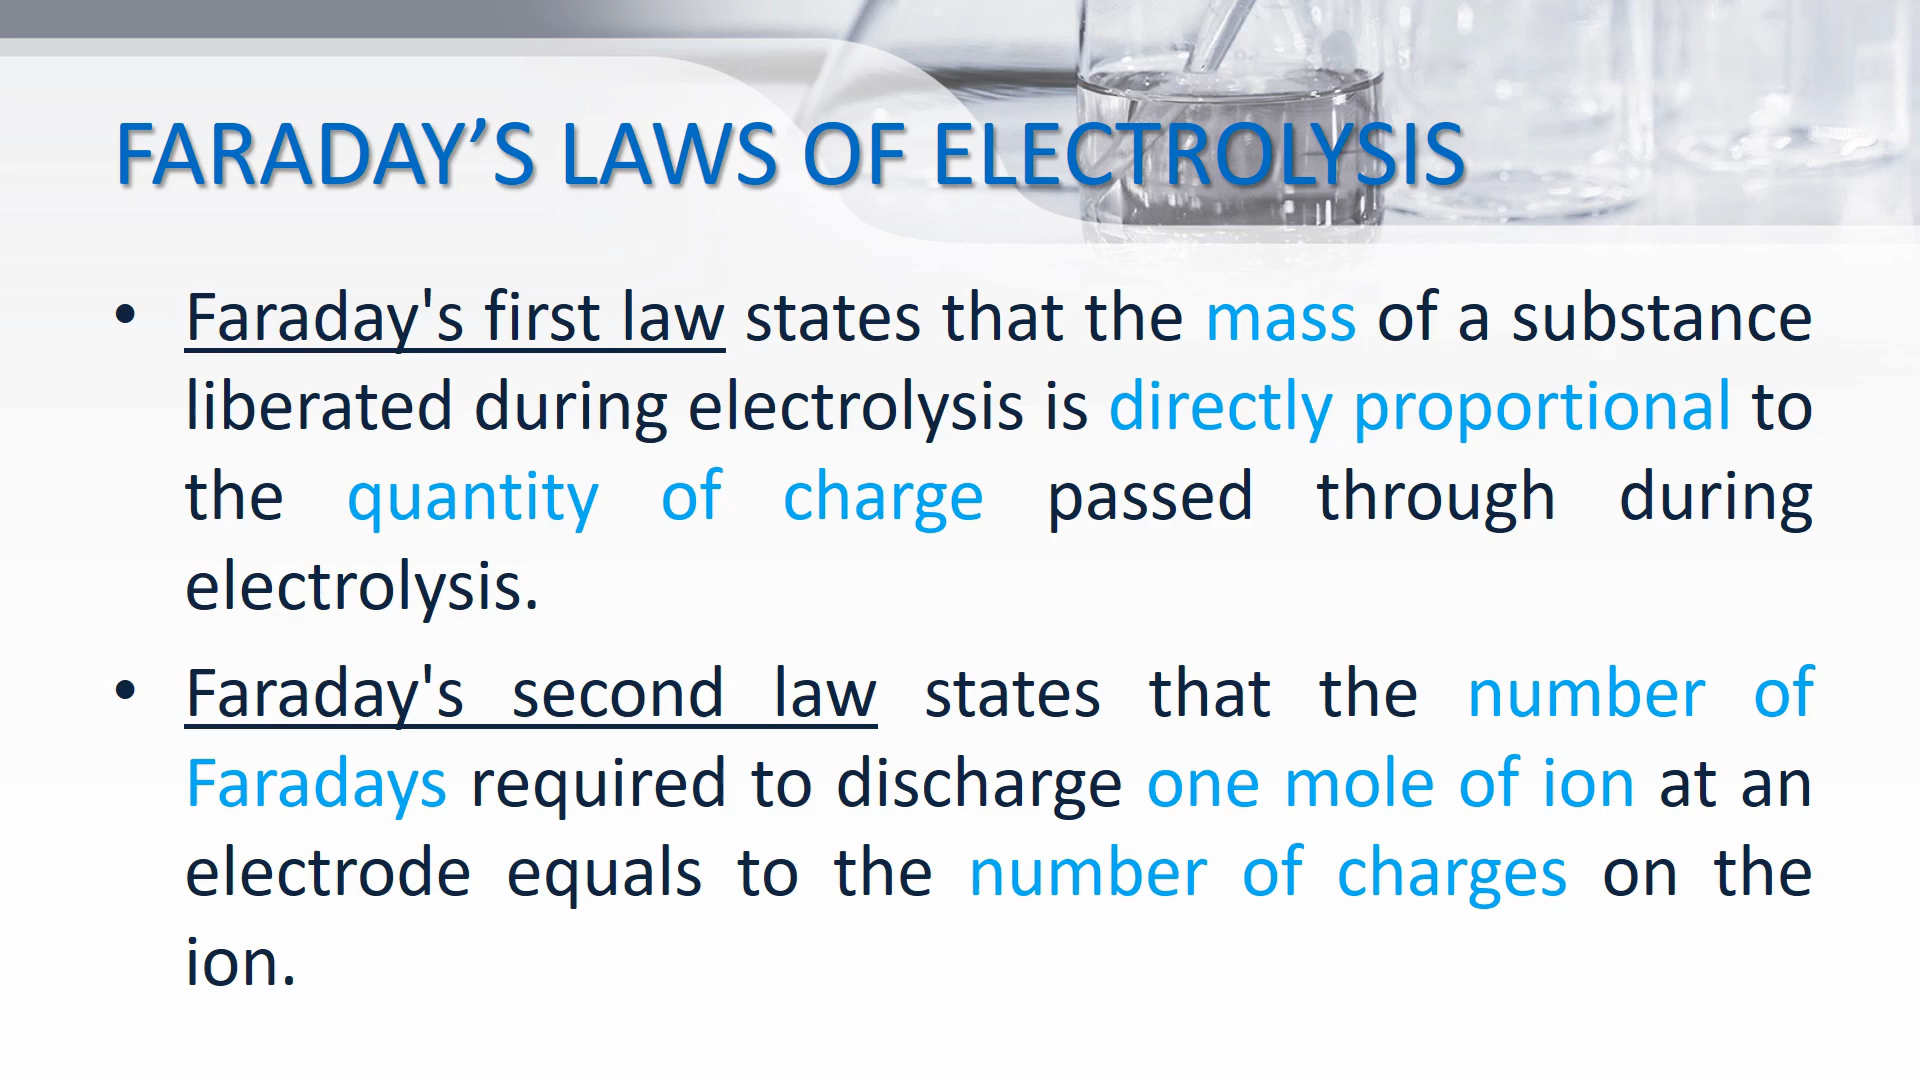 FARADAY’S LAWS OF ELECTROLYSIS
• Faraday's first law states that the mass of a substance
liberated during electrolysis is directly proportional to
the quantity of charge passed through during
electrolysis.
• Faraday's second law states that the number of
Faradays required to discharge one mole of ion at an
electrode equals to the number of charges on the
ion.